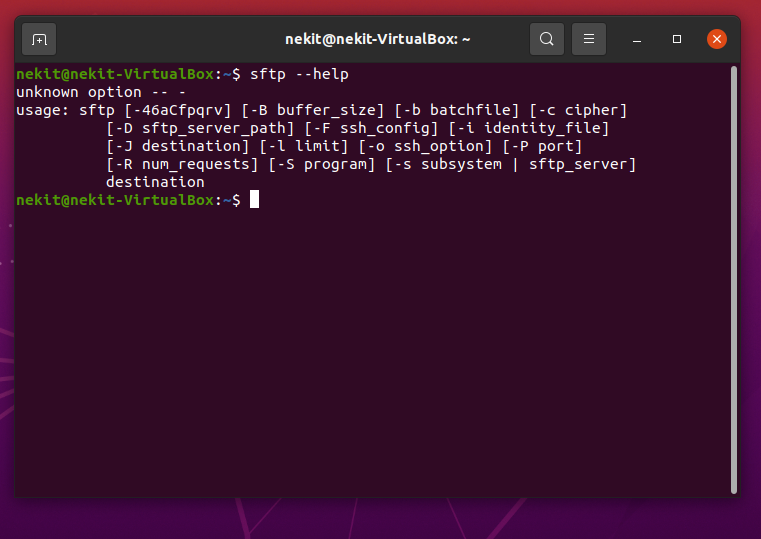 nekit@nekit-VirtualBox: ~
nekit@nekit-VirtualBox:~$ sftp --help
unknown option -- -
usage: sftp [-46aCfpqrv] [-B buffer_size] [-b batchfile] [-c cipher]
          [-D sftp_server_path] [-F ssh_config] [-i identity_file]
          [-J destination] [-l limit] [-o ssh_option] [-P port]
          [-R num_requests] [-S program] [-s subsystem | sftp_server]
          destination
nekit@nekit-VirtualBox:~$